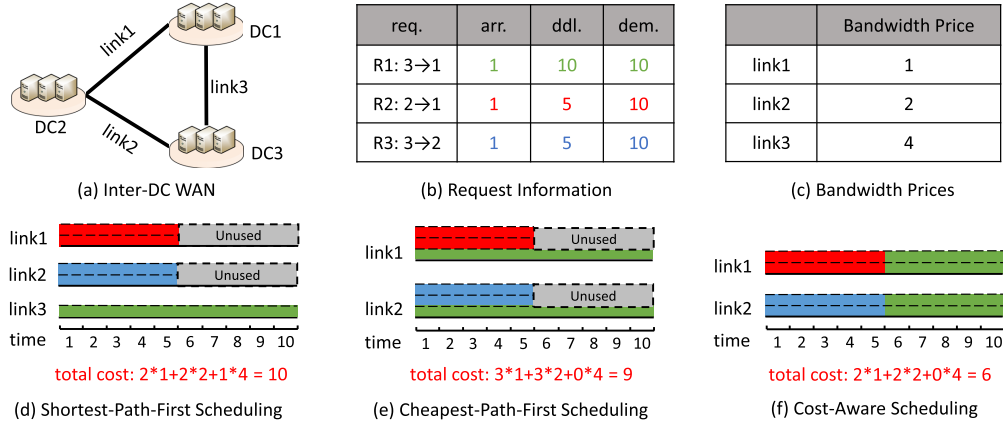 link1
DC1
link3
DC2
link2
DC3
(a) Inter-DC WAN
req. arr. ddl. dem.
R1: 3→1 1 10 10
R2: 2→1 1 5 10
R3: 3→2 1 5 10
(b) Request Information
Bandwidth Price
link1 1
link2 2
link3 4
(c) Bandwidth Prices
link1 Unused
link2 Unused
link3
time 1 2 3 4 5 6 7 8 9 10
total cost: 2*1+2*2+1*4 = 10
(d) Shortest-Path-First Scheduling
Unused
link1
Unused
link2
time 1 2 3 4 5 6 7 8 9 10
total cost: 3*1+3*2+0*4 = 9
(e) Cheapest-Path-First Scheduling
link1
link2
time 1 2 3 4 5 6 7 8 9 10
total cost: 2*1+2*2+0*4 = 6
(f) Cost-Aware Scheduling